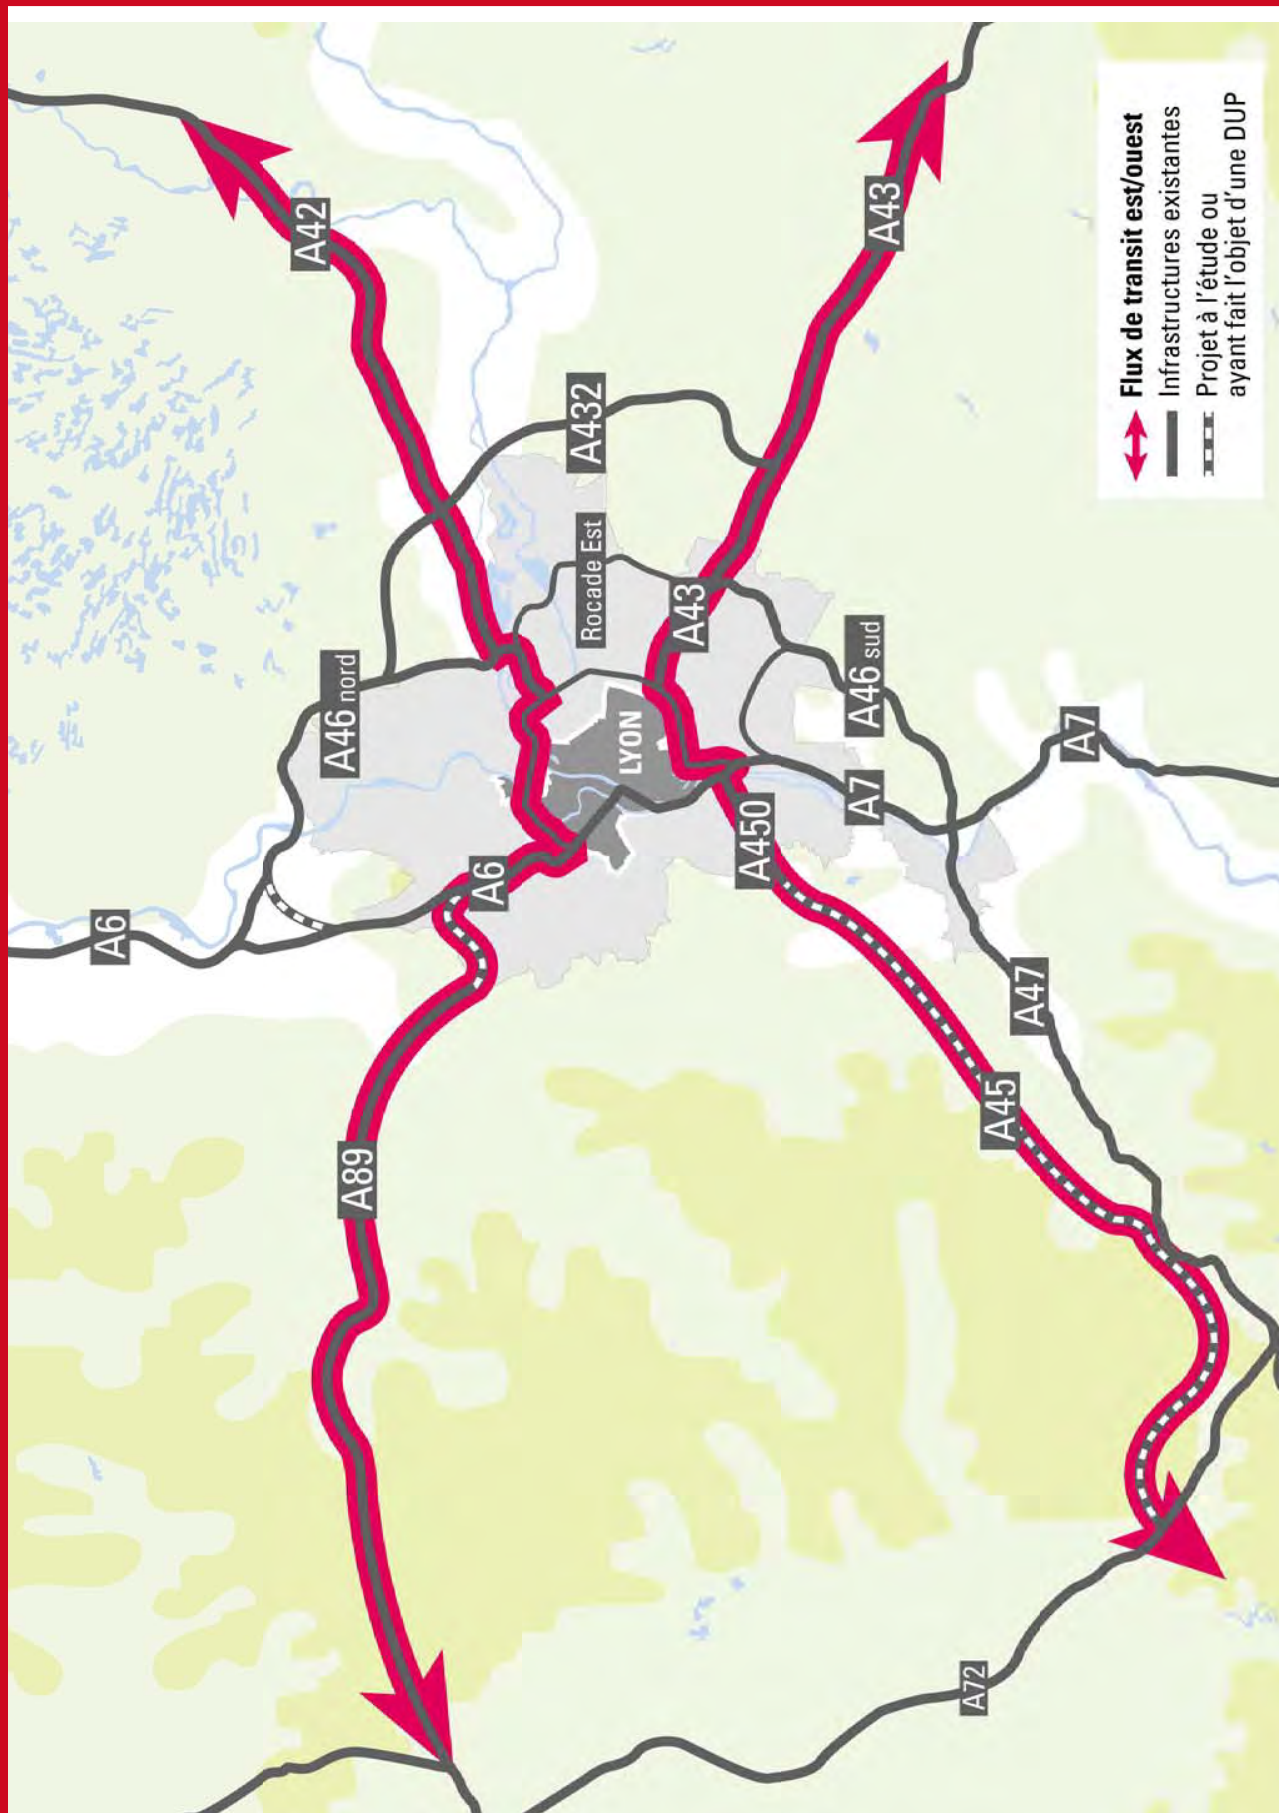 A6
A46 nord
A42
A89
A6
A432
Rocade Est
LYON
A43
A43
A450
A7
A46 sud
A45
A47
A7
A72
Flux de transit est/ouest
Infrastructures existantes
Projet à l'étude ou
ayant fait l'objet d'une DUP